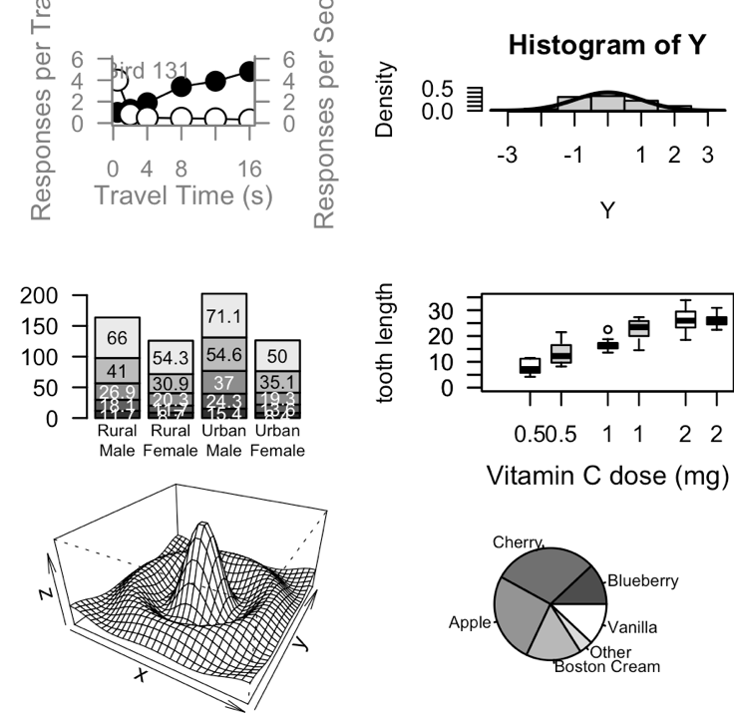 Responses per Tra
Responses per Sec
Bird 131
6 6
4 4
2 2
0 0
0 4 8 16
Travel Time (s)
Histogram of Y
Density
0.5
0.0
-3 -1 1 2 3
Y
200
150
100
50
0
66 54.3 71.1 50
41 30.9 54.6 35.1
26.9 20.3 37 19.3
24.3
15.4
Rural Rural Urban Urban
Male Female Male Female
tooth length
30
20
10
0
0.5 0.5 1 1 2 2
Vitamin C dose (mg)
z
x
y
Cherry
Blueberry
Apple
Vanilla
Other
Boston Cream